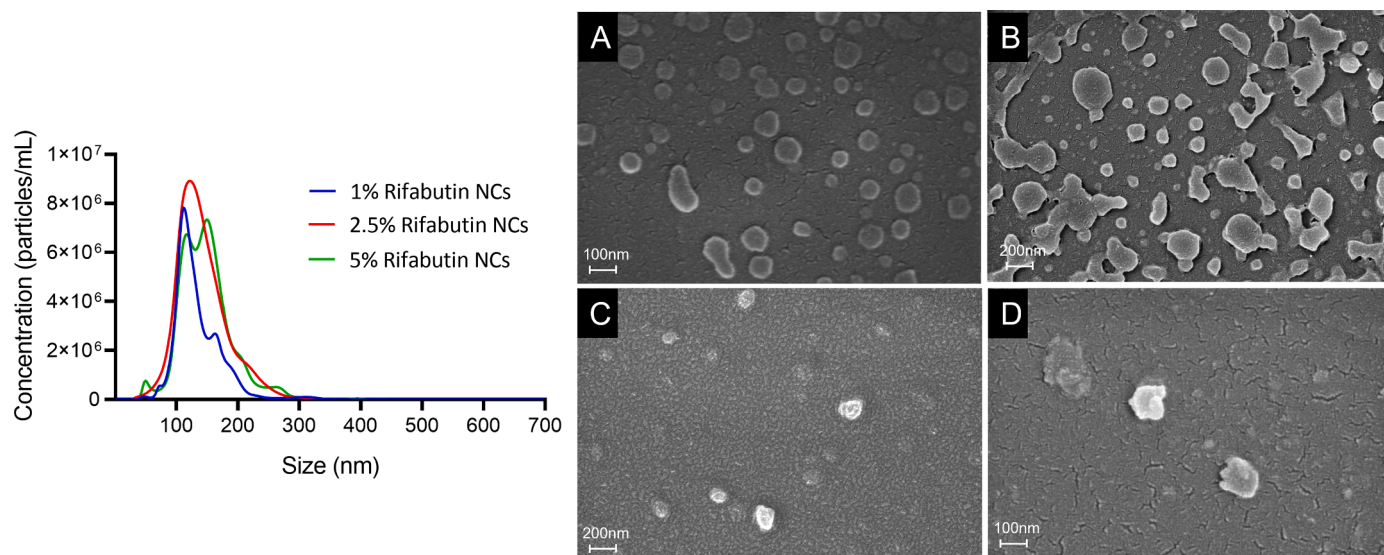 Concentration (particles/mL)
1×10⁷
8×10⁶
6×10⁶
4×10⁶
2×10⁶
0
100 200 300 400 500 600 700
Size (nm)
1% Rifabutin NCs
2.5% Rifabutin NCs
5% Rifabutin NCs
A
100nm
B
200nm
C
200nm
D
100nm